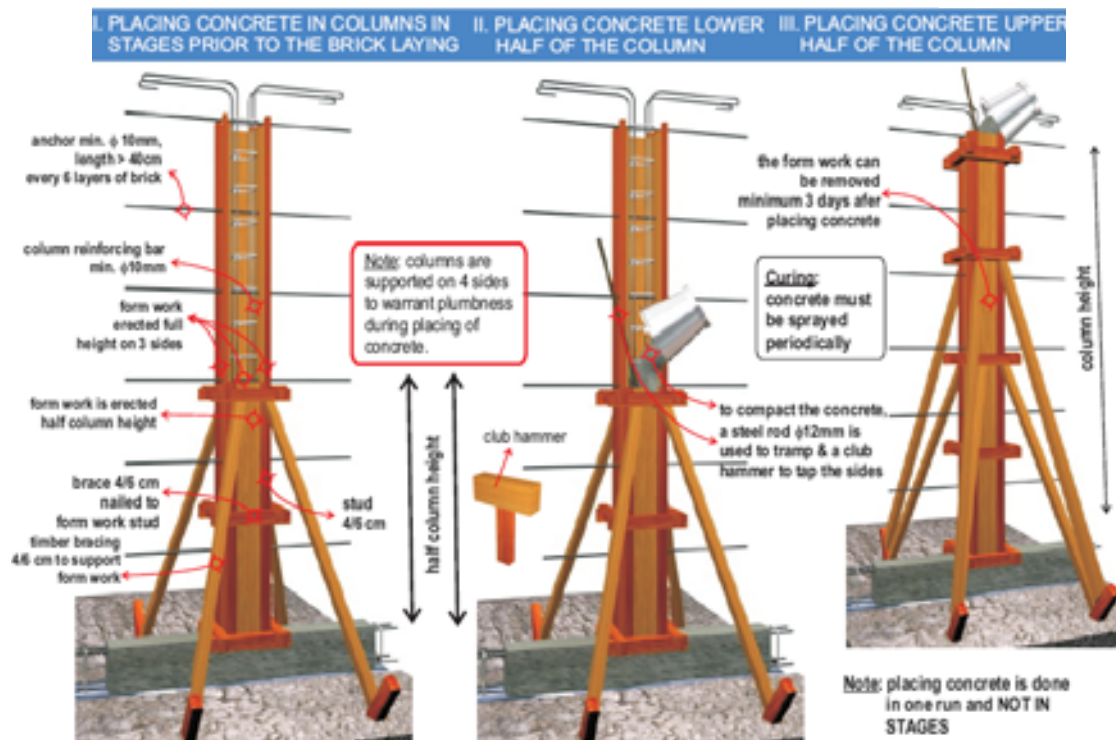 I. PLACING CONCRETE IN COLUMNS IN
STAGES PRIOR TO THE BRICK LAYING
II. PLACING CONCRETE LOWER
HALF OF THE COLUMN
III. PLACING CONCRETE UPPER
HALF OF THE COLUMN
anchor min. ϕ 10mm,
length > 40cm
every 6 layers of brick
column reinforcing bar
min. ϕ10mm
form work
erected full
height on 3 sides
form work is erected
half column height
brace 4/6 cm
nailed to
form work stud
timber bracing
4/6 cm to support
form work
stud
4/6 cm
Note: columns are
supported on 4 sides
to warrant plumbness
during placing of
concrete.
half column height
club hammer
to compact the concrete,
a steel rod ϕ12mm is
used to tramp & a club
hammer to tap the sides
the form work can
be removed
minimum 3 days afer
placing concrete
Curing:
concrete must
be sprayed
periodically
column height
Note: placing concrete is done
in one run and NOT IN
STAGES